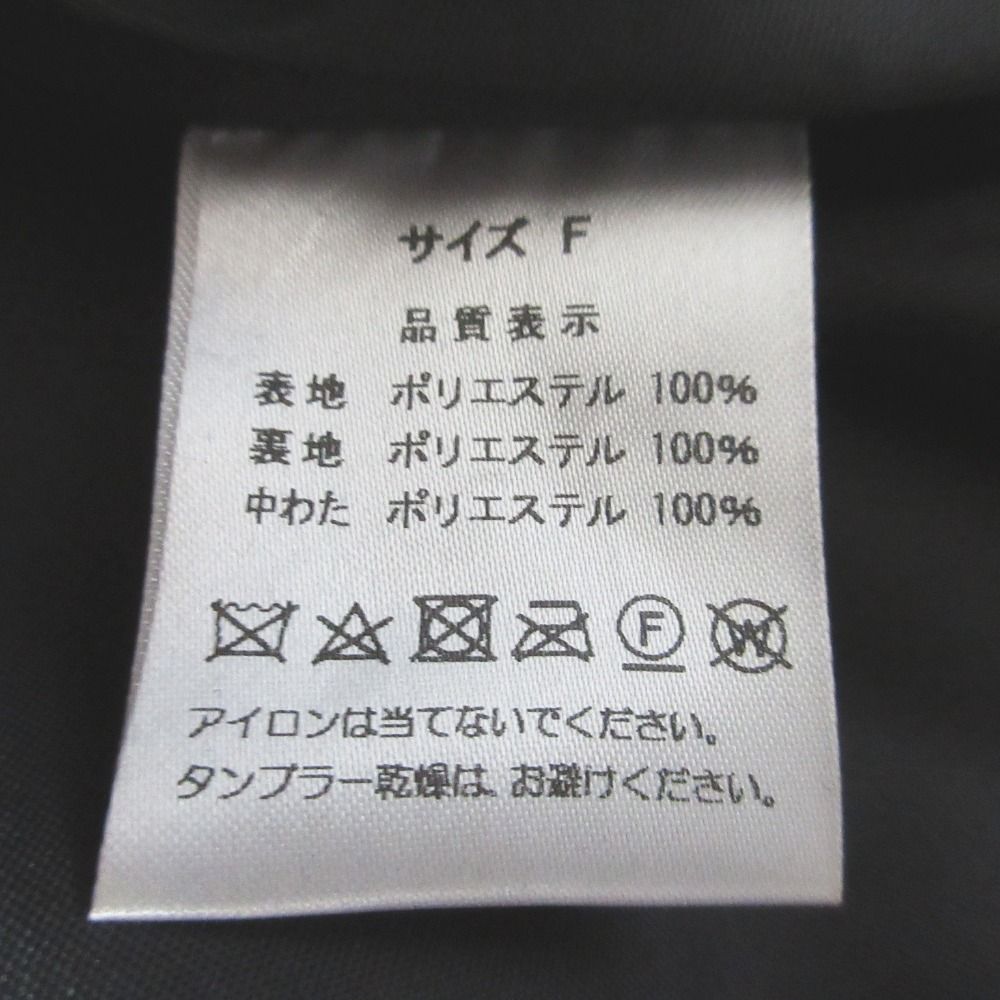 サイズ F
品質表示
表地 ポリエステル 100%
裏地 ポリエステル 100%
中わた ポリエステル 100%
F W
アイロンは当てないでください。
タンブラー乾燥は、お避けください。